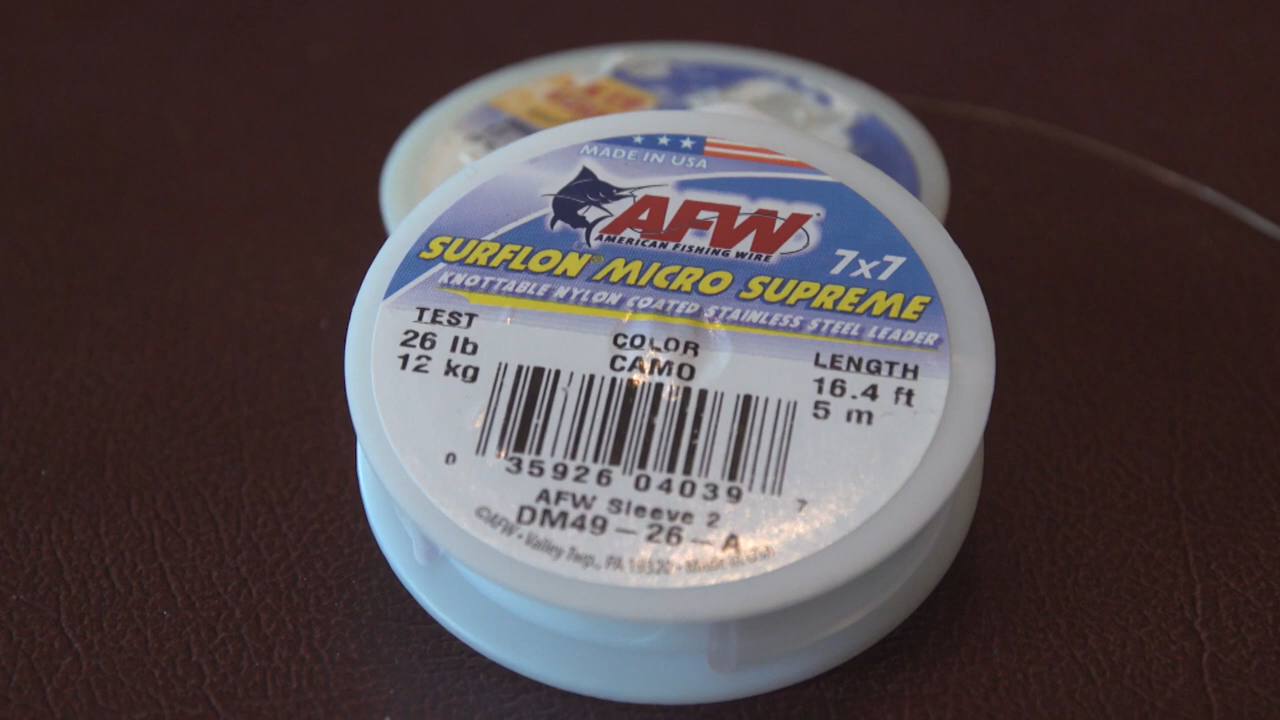 MADE IN USA
AFW
AMERICAN FISHING WIRE
7x7
SURFLON® MICRO SUPREME
KNOTTABLE NYLON COATED STAINLESS STEEL LEADER
TEST
26 lb
12 kg
COLOR
CAMO
LENGTH
16.4 ft
5 m
0 35926 04039 7
AFW Sleeve 2
DM49-26-A
©AFW • Valley Twp., PA 19320 • Made in USA